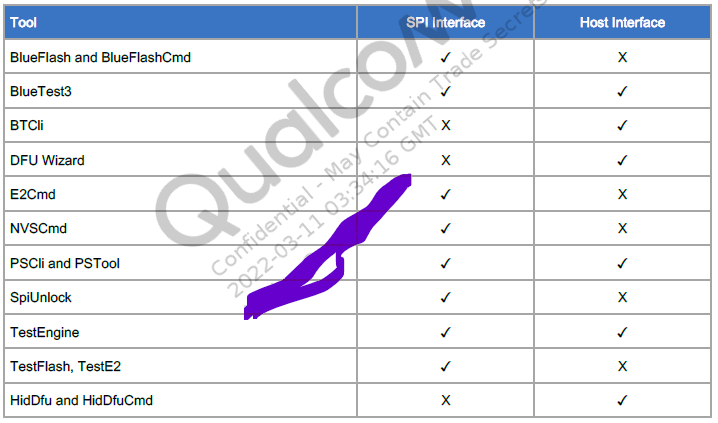 Tool SPI Interface Host Interface
BlueFlash and BlueFlashCmd ✓ X
BlueTest3 ✓ ✓
BTCli X ✓
DFU Wizard X ✓
E2Cmd ✓ X
NVSCmd ✓ X
PSCli and PSTool ✓ ✓
SpiUnlock ✓ X
TestEngine ✓ ✓
TestFlash, TestE2 ✓ X
HidDfu and HidDfuCmd X ✓
Qualcom
Confidential - May Contain Trade Secrets
2022-03-11 03:34:16 GMT